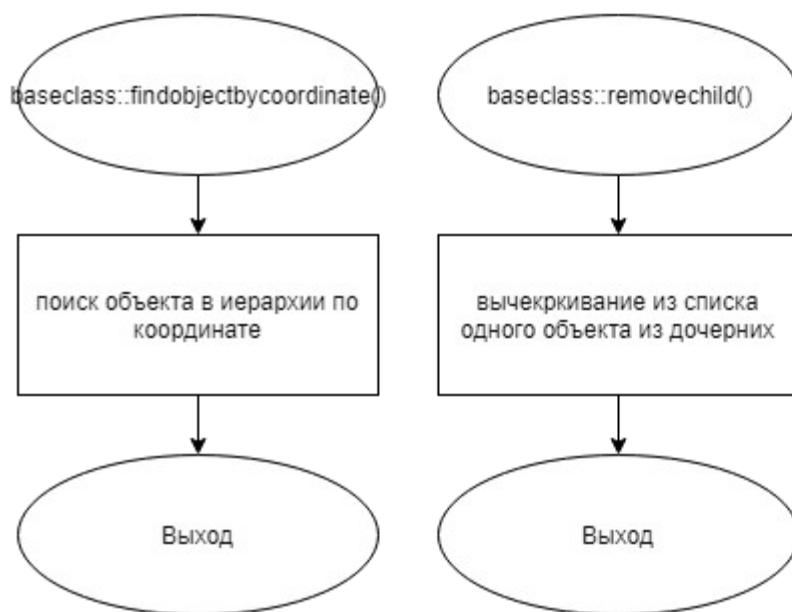 baseclass::findobjectbycoordinate()
поиск объекта в иерархии по
координате
Выход
baseclass::removechild()
вычекркивание из списка
одного объекта из дочерних
Выход